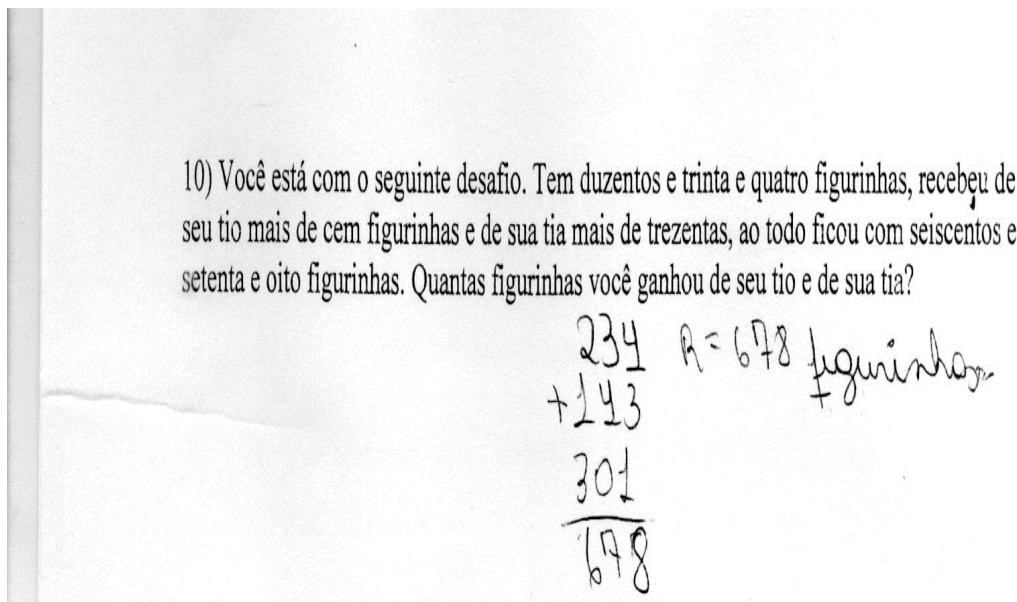 10) Você está com o seguinte desafio. Tem duzentos e trinta e quatro figurinhas, recebeu de
seu tio mais de cem figurinhas e de sua tia mais de trezentas, ao todo ficou com seiscentos e
setenta e oito figurinhas. Quantas figurinhas você ganhou de seu tio e de sua tia?
234 R = 678 figurinhas
+143
301
678